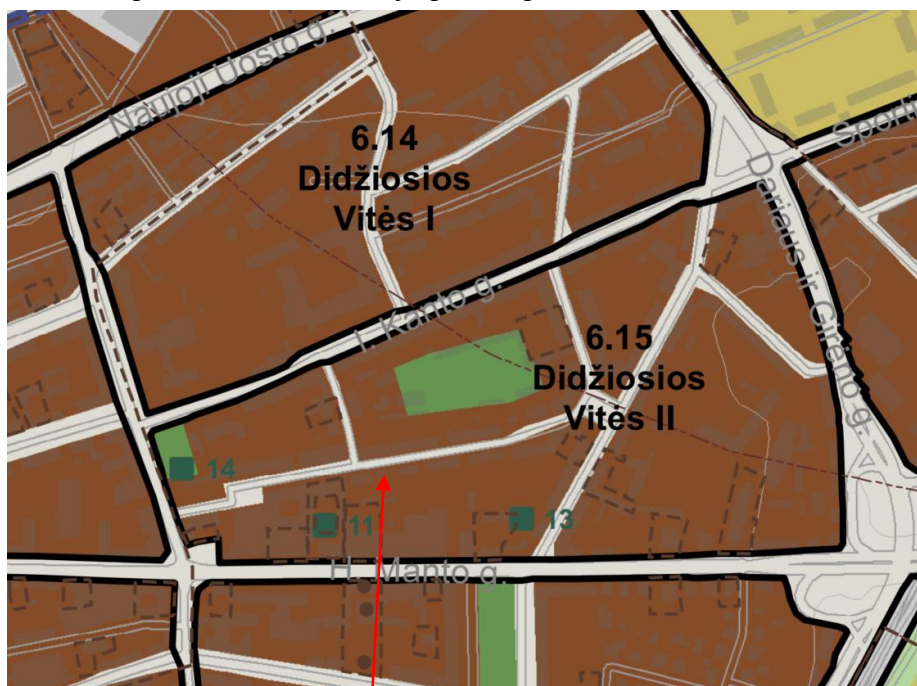 Naujoji Uosto g.
6.14
Didžiosios
Vitės I
Sporti
Dariaus ir Girėno g.
I. Kanto g.
6.15
Didžiosios
Vitės II
14
11
13
H. Manto g.